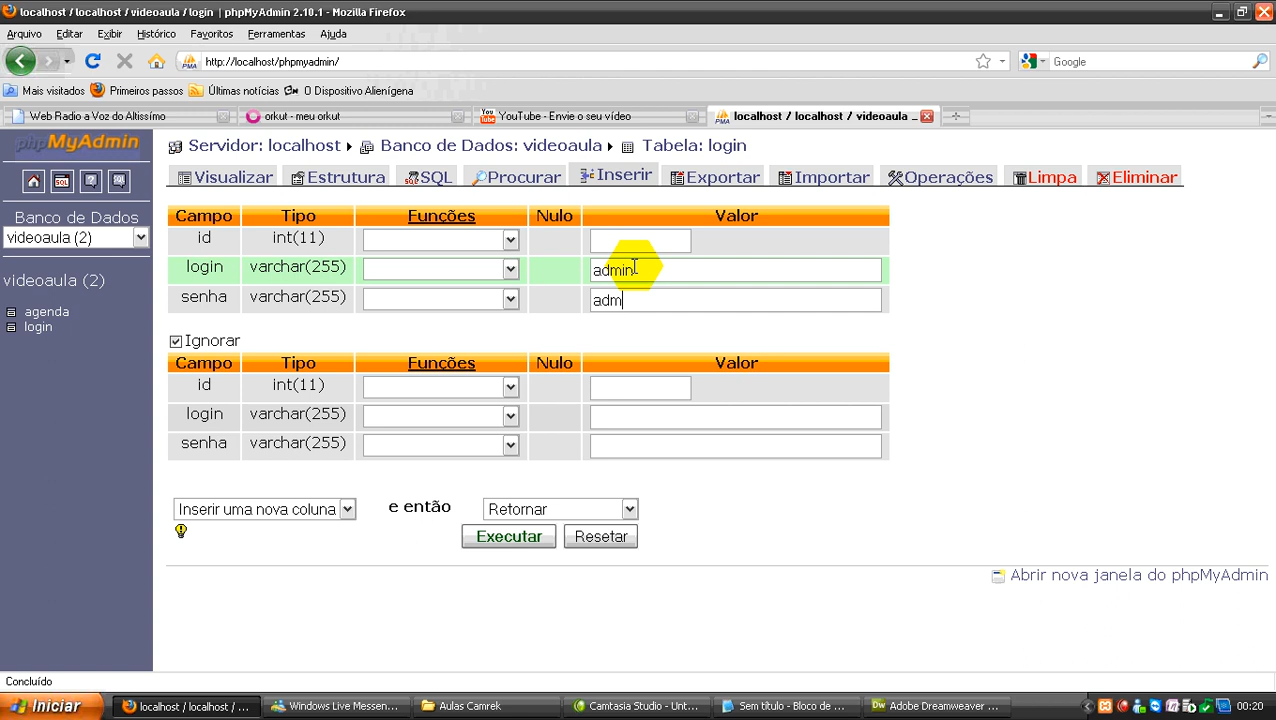 localhost / localhost / videoaula / login | phpMyAdmin 2.10.1 - Mozilla Firefox
Arquivo Editar Exibir Histórico Favoritos Ferramentas Ajuda
http://localhost/phpmyadmin/ Google
Mais visitados Primeiros passos Últimas notícias O Dispositivo Alienígena
Web Radio a Voz do Altíssimo orkut - meu orkut YouTube - Envie o seu vídeo localhost / localhost / videoaula ...
phpMyAdmin
Servidor: localhost Banco de Dados: videoaula Tabela: login
Visualizar Estrutura SQL Procurar Inserir Exportar Importar Operações Limpa Eliminar
Banco de Dados
videoaula (2)
videoaula (2)
agenda
login
Campo Tipo Funções Nulo Valor
id int(11)
login varchar(255) admin
senha varchar(255) adm
Ignorar
Campo Tipo Funções Nulo Valor
id int(11)
login varchar(255)
senha varchar(255)
Inserir uma nova coluna e então Retornar
Executar Resetar
Abrir nova janela do phpMyAdmin
Concluído
Iniciar localhost / localhost / ... Windows Live Messen... Aulas Camrek Camtasia Studio - Unt... Sem título - Bloco de ... Adobe Dreamweaver ... 00:20